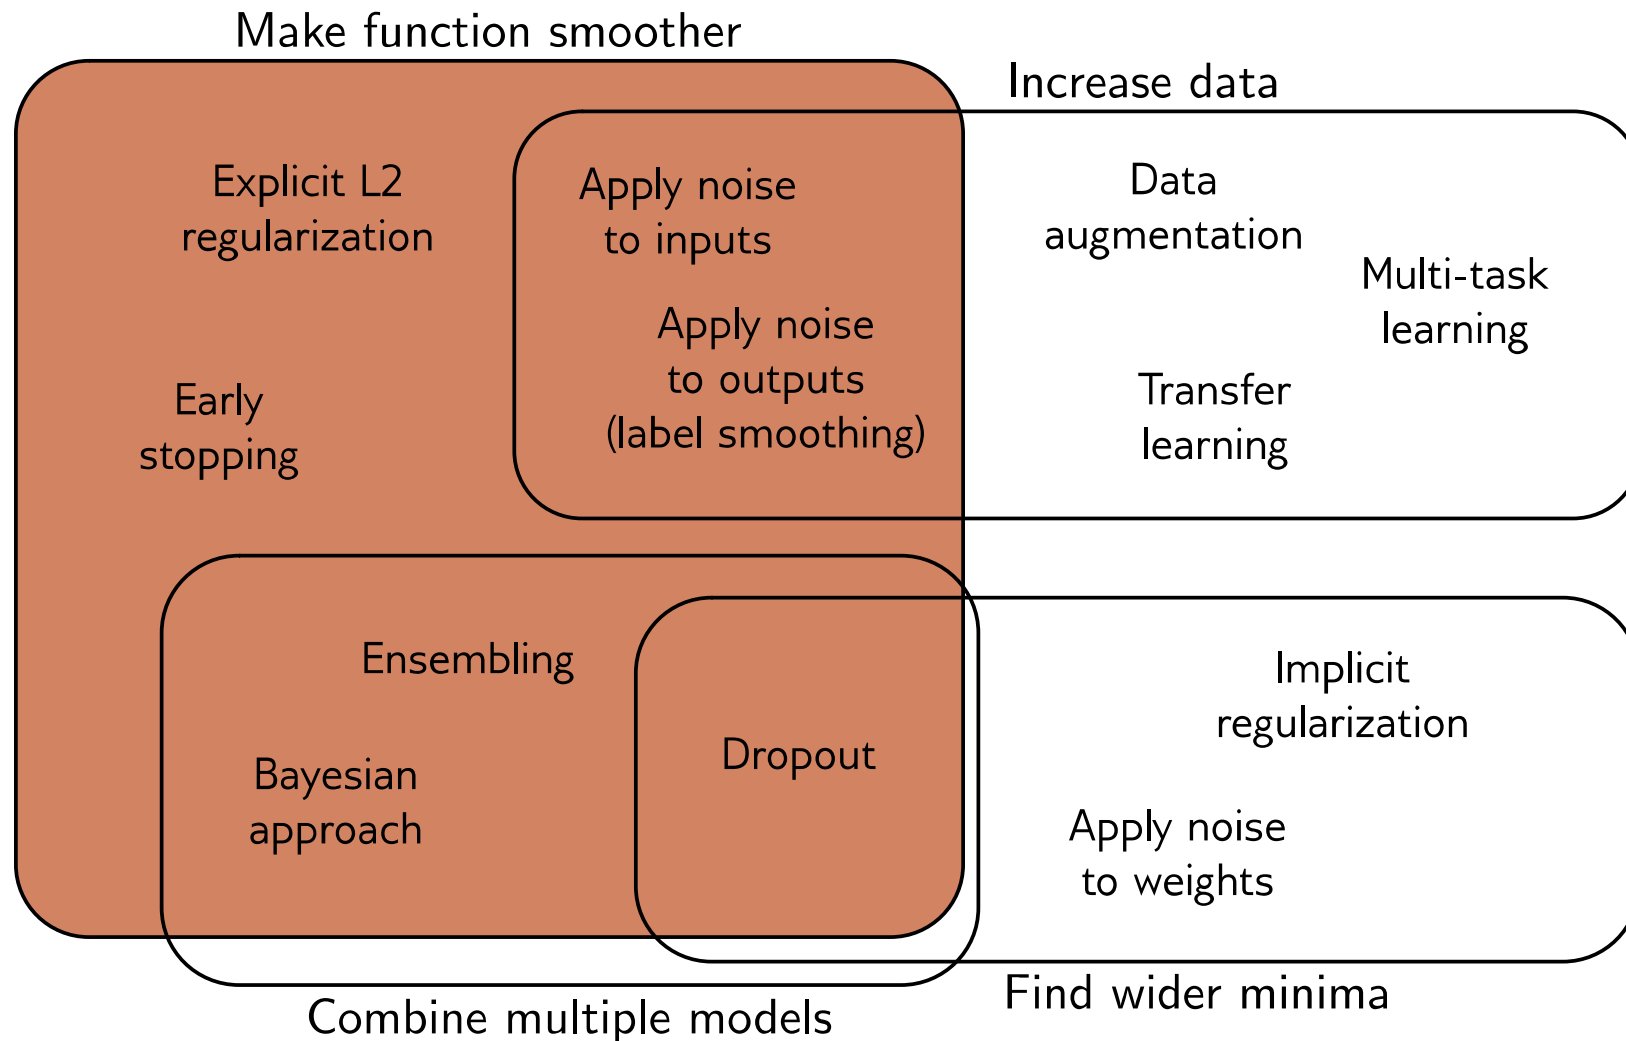 Make function smoother
Increase data
Explicit L2
regularization
Apply noise
to inputs
Data
augmentation
Multi-task
learning
Apply noise
to outputs
(label smoothing)
Early
stopping
Transfer
learning
Ensembling
Bayesian
approach
Dropout
Implicit
regularization
Apply noise
to weights
Find wider minima
Combine multiple models